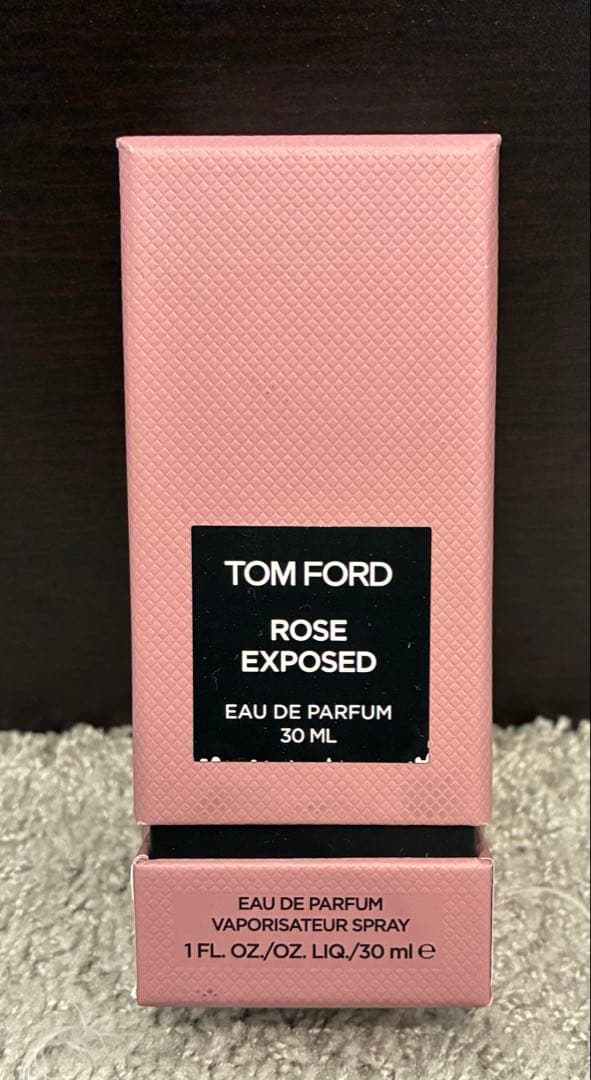 TOM FORD
ROSE
EXPOSED
EAU DE PARFUM
30 ML
EAU DE PARFUM
VAPORISATEUR SPRAY
1 FL. OZ./OZ. LIQ./30 ml ℮